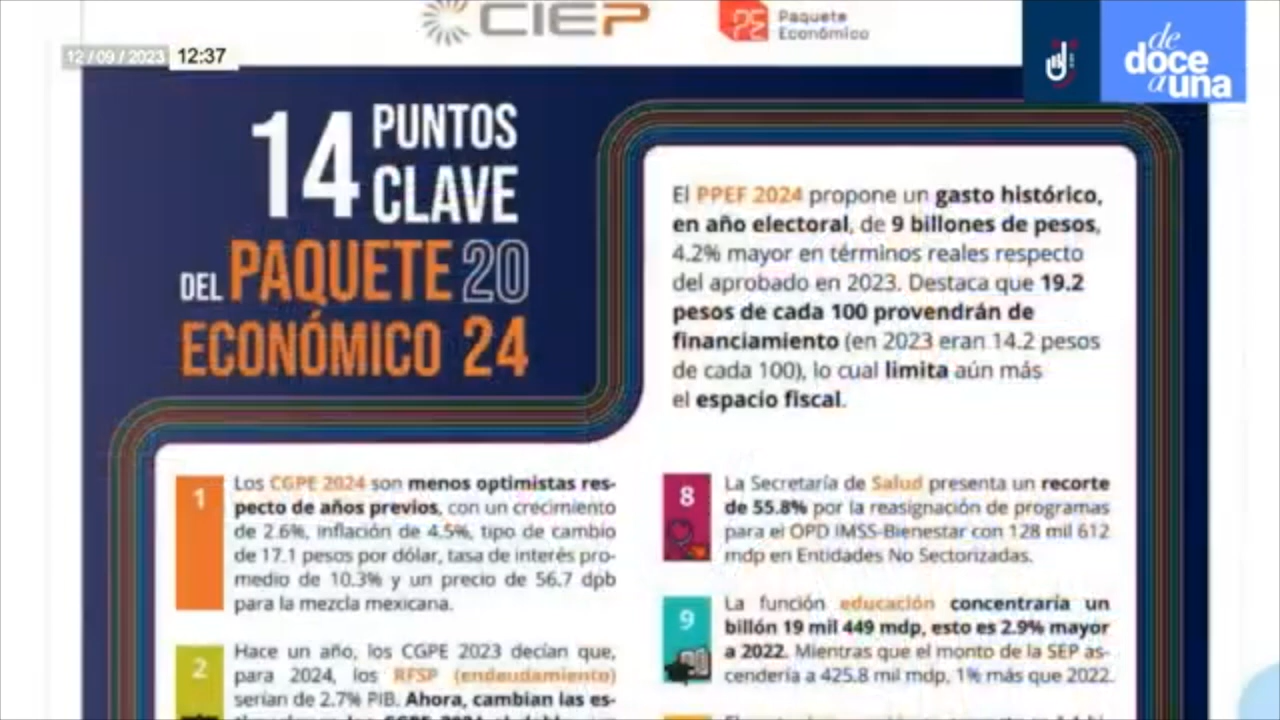 CIEP
Paquete
Económico
12/09/2023 12:37
de
doce
a una
14 PUNTOS
CLAVE
DEL PAQUETE 20
ECONÓMICO 24
El PPEF 2024 propone un gasto histórico,
en año electoral, de 9 billones de pesos,
4.2% mayor en términos reales respecto
del aprobado en 2023. Destaca que 19.2
pesos de cada 100 provendrán de
financiamiento (en 2023 eran 14.2 pesos
de cada 100), lo cual limita aún más
el espacio fiscal.
1
Los CGPE 2024 son menos optimistas res-
pecto de años previos, con un crecimiento
de 2.6%, inflación de 4.5%, tipo de cambio
de 17.1 pesos por dólar, tasa de interés pro-
medio de 10.3% y un precio de 56.7 dpb
para la mezcla mexicana.
2
Hace un año, los CGPE 2023 decían que,
para 2024, los RFSP (endeudamiento)
serían de 2.7% PIB. Ahora, cambian las es-
8
La Secretaría de Salud presenta un recorte
de 55.8% por la reasignación de programas
para el OPD IMSS-Bienestar con 128 mil 612
mdp en Entidades No Sectorizadas.
9
La función educación concentraría un
billón 19 mil 449 mdp, esto es 2.9% mayor
a 2022. Mientras que el monto de la SEP as-
cendería a 425.8 mil mdp, 1% más que 2022.